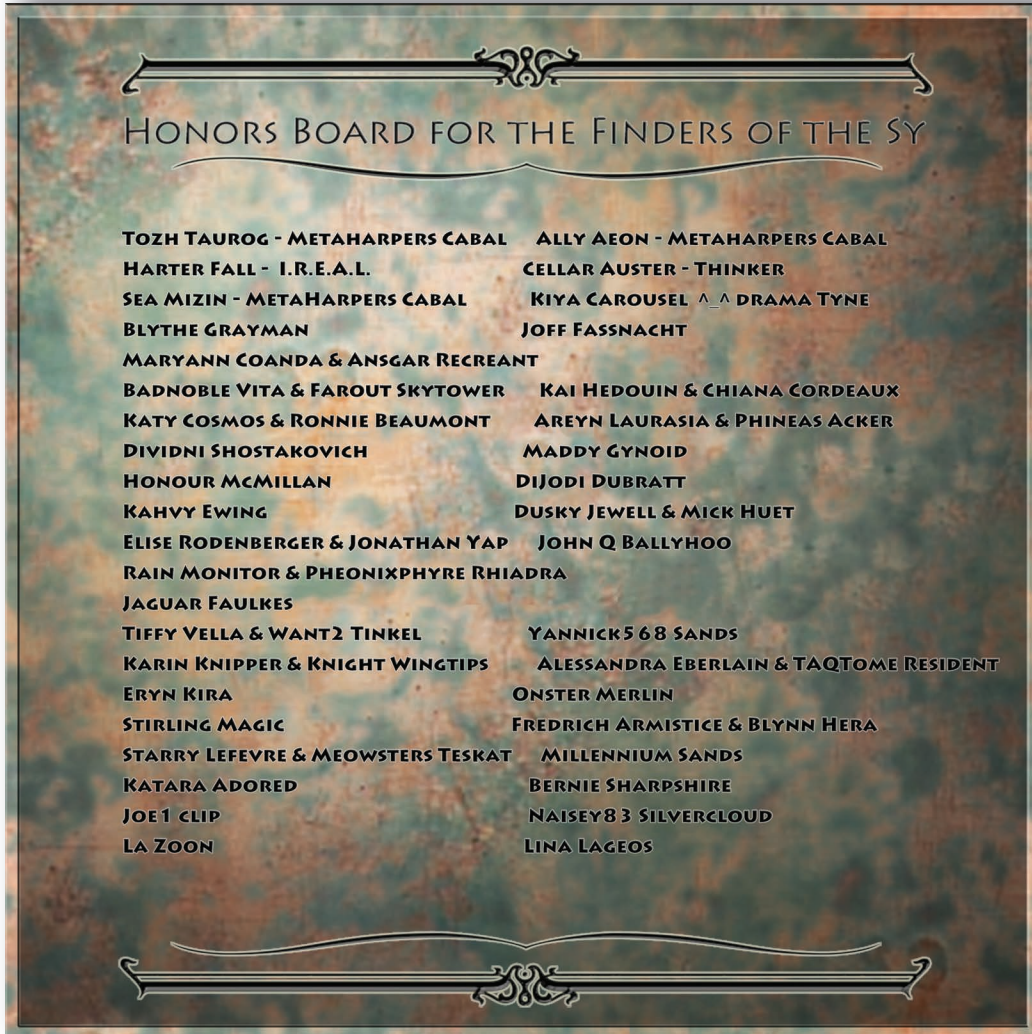 Honors Board for the Finders of the Sy
Tozh Taurog - Metaharpers Cabal Ally Aeon - Metaharpers Cabal
Harter Fall - I.R.E.A.L. Cellar Auster - Thinker
Sea Mizin - MetaHarpers Cabal Kiya Carousel ^_^ drama Tyne
Blythe Grayman Joff Fassnacht
Maryann Coanda & Ansgar Recreant
Badnoble Vita & Farout Skytower Kai Hedouin & Chiana Cordeaux
Katy Cosmos & Ronnie Beaumont Areyn Laurasia & Phineas Acker
Dividni Shostakovich Maddy Gynoid
Honour McMillan DiJodi Dubratt
Kahvy Ewing Dusky Jewell & Mick Huet
Elise Rodenberger & Jonathan Yap John Q Ballyhoo
Rain Monitor & Pheonixphyre Rhiadra
Jaguar Faulkes
Tiffy Vella & Want2 Tinkel Yannick568 Sands
Karin Knipper & Knight Wingtips Alessandra Eberlain & TAQTome Resident
Eryn Kira Onster Merlin
Stirling Magic Fredrich Armistice & Blynn Hera
Starry Lefevre & Meowsters Teskat Millennium Sands
Katara Adored Bernie Sharpshire
Joe1 clip Naisey83 Silvercloud
La Zoon Lina Lageos